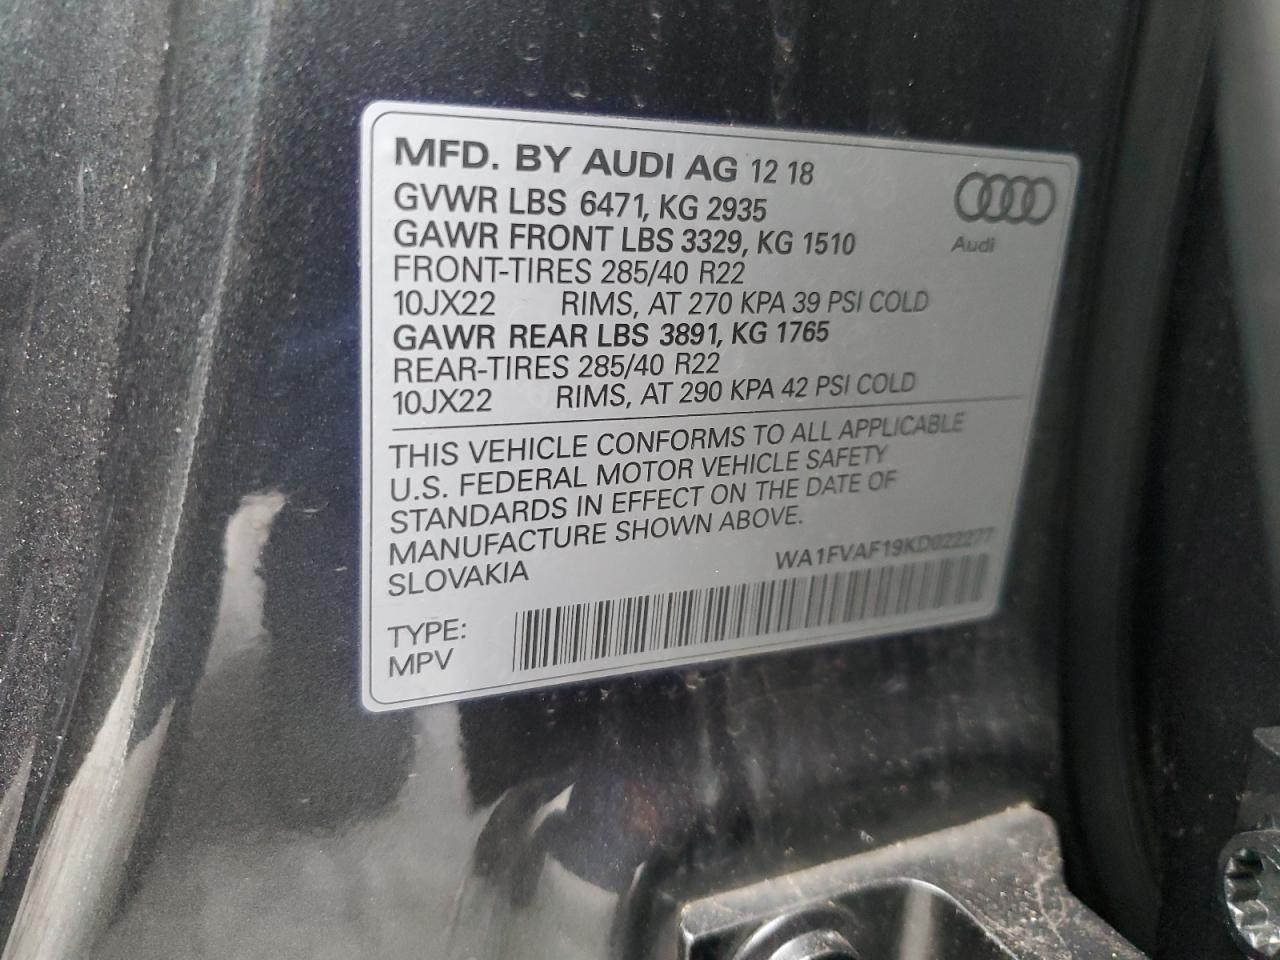 MFD. BY AUDI AG 12 18
GVWR LBS 6471, KG 2935
GAWR FRONT LBS 3329, KG 1510
FRONT-TIRES 285/40 R22
10JX22 RIMS, AT 270 KPA 39 PSI COLD
GAWR REAR LBS 3891, KG 1765
REAR-TIRES 285/40 R22
10JX22 RIMS, AT 290 KPA 42 PSI COLD
Audi
THIS VEHICLE CONFORMS TO ALL APPLICABLE
U.S. FEDERAL MOTOR VEHICLE SAFETY
STANDARDS IN EFFECT ON THE DATE OF
MANUFACTURE SHOWN ABOVE.
SLOVAKIA
WA1FVAF19KD022277
TYPE:
MPV